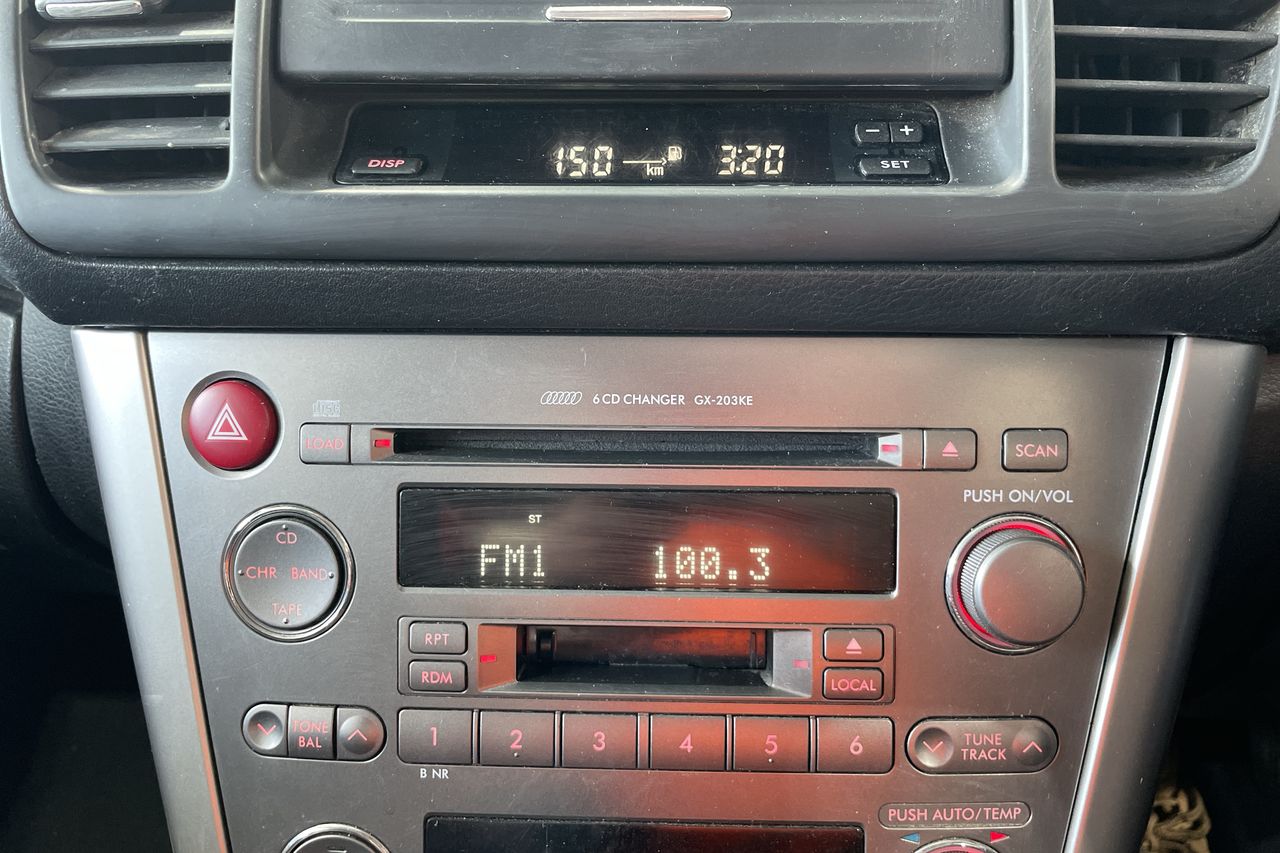 150 km 3:20
DISP
− +
SET
6 CD CHANGER GX-203KE
LOAD
SCAN
PUSH ON/VOL
ST
FM1 100.3
CD
CHR BAND
TAPE
RPT
RDM
LOCAL
TONE
BAL
1 2 3 4 5 6
B NR
TUNE
TRACK
PUSH AUTO/TEMP